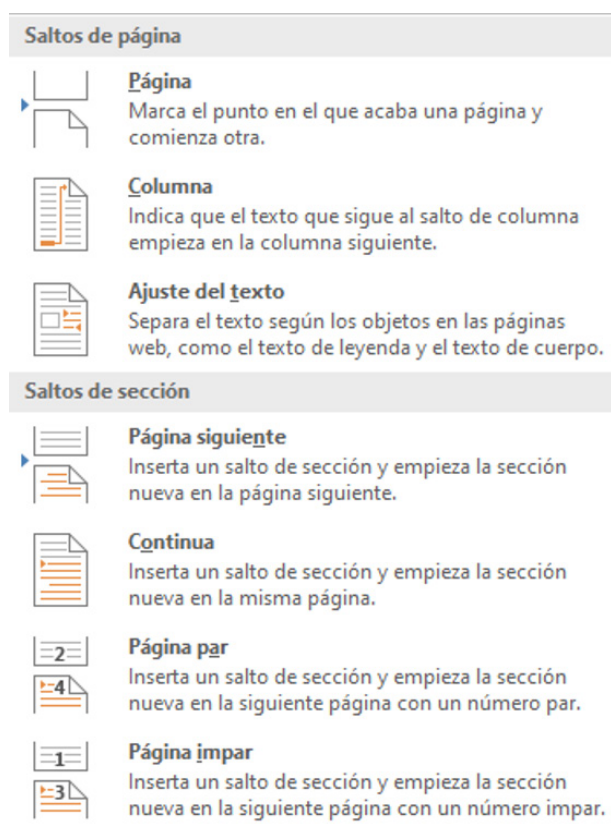 Saltos de página
Página
Marca el punto en el que acaba una página y
comienza otra.
Columna
Indica que el texto que sigue al salto de columna
empieza en la columna siguiente.
Ajuste del texto
Separa el texto según los objetos en las páginas
web, como el texto de leyenda y el texto de cuerpo.
Saltos de sección
Página siguiente
Inserta un salto de sección y empieza la sección
nueva en la página siguiente.
Continua
Inserta un salto de sección y empieza la sección
nueva en la misma página.
2
4
Página par
Inserta un salto de sección y empieza la sección
nueva en la siguiente página con un número par.
1
3
Página impar
Inserta un salto de sección y empieza la sección
nueva en la siguiente página con un número impar.